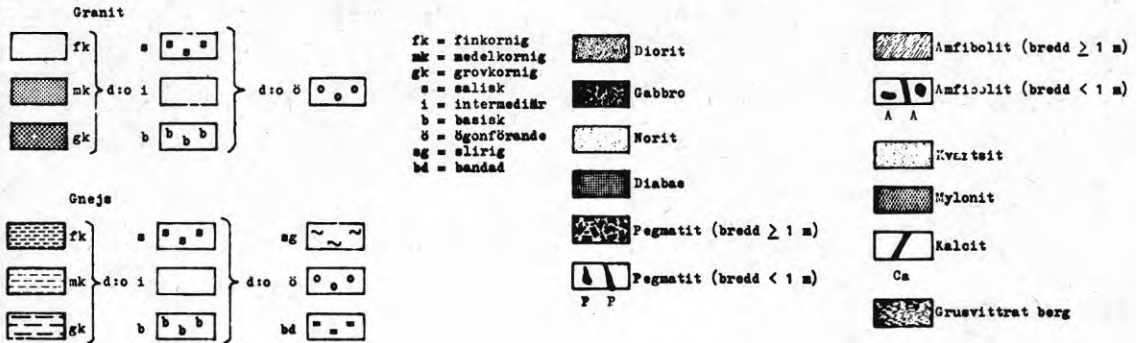 Granit
fk
mk
gk
d:o
s
i
b
d:o
ö
Gnejs
fk
mk
gk
d:o
s
i
b b b b
d:o
sg
ö
bd
fk = finkornig
mk = medelkornig
gk = grovkornig
s = salisk
i = intermediär
b = basisk
ö = ögonförande
sg = slirig
bd = bandad
Diorit
Gabbro
Norit
Diabas
Pegmatit (bredd ≥ 1 m)
Pegmatit (bredd < 1 m)
P P
Amfibolit (bredd ≥ 1 m)
Amfibolit (bredd < 1 m)
A A
Kvartsit
Mylonit
Kalcit
Ca
Grusvittrat berg